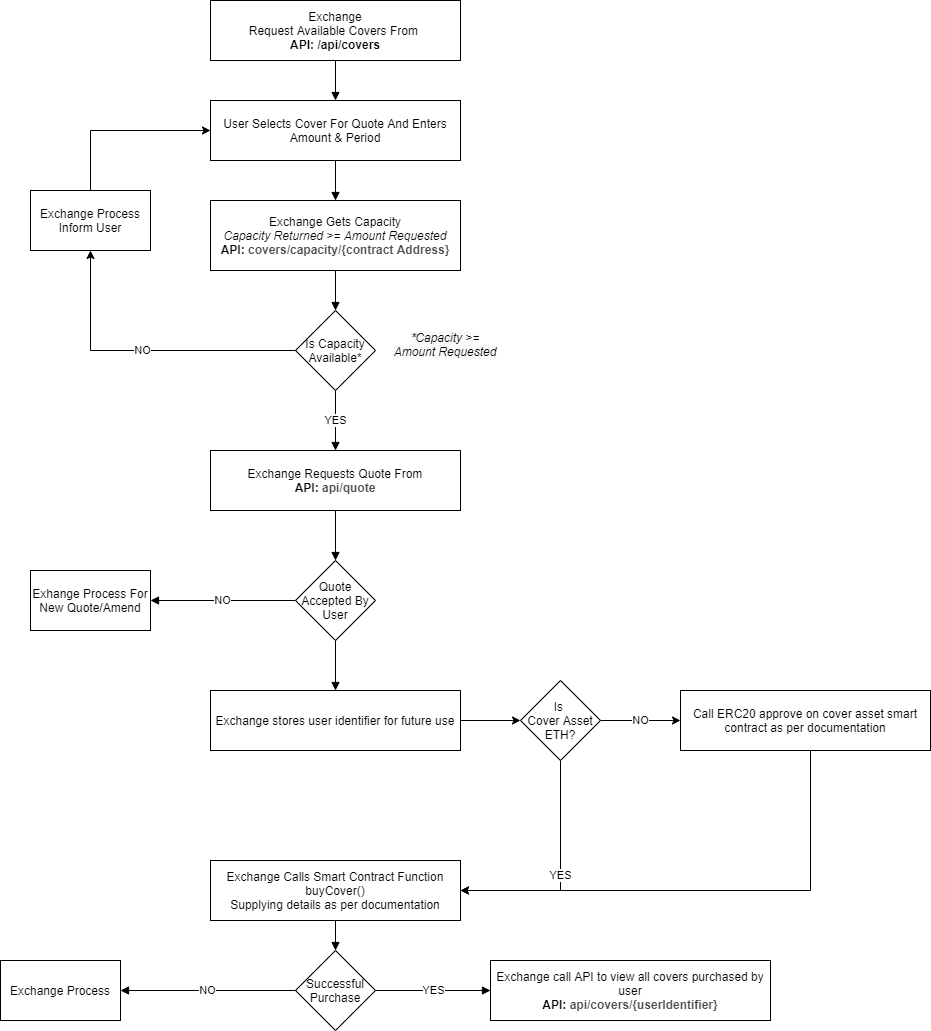 Exchange
Request Available Covers From
API: /api/covers
User Selects Cover For Quote And Enters
Amount & Period
Exchange Process
Inform User
Exchange Gets Capacity
Capacity Returned >= Amount Requested
API: covers/capacity/{contract Address}
Is Capacity
Available*
*Capacity >=
Amount Requested
NO
YES
Exchange Requests Quote From
API: api/quote
Quote
Accepted By
User
NO
Exhange Process For
New Quote/Amend
Exchange stores user identifier for future use
Is
Cover Asset
ETH?
NO
Call ERC20 approve on cover asset smart
contract as per documentation
YES
Exchange Calls Smart Contract Function
buyCover()
Supplying details as per documentation
Successful
Purchase
NO
Exchange Process
YES
Exchange call API to view all covers purchased by
user
API: api/covers/{userIdentifier}